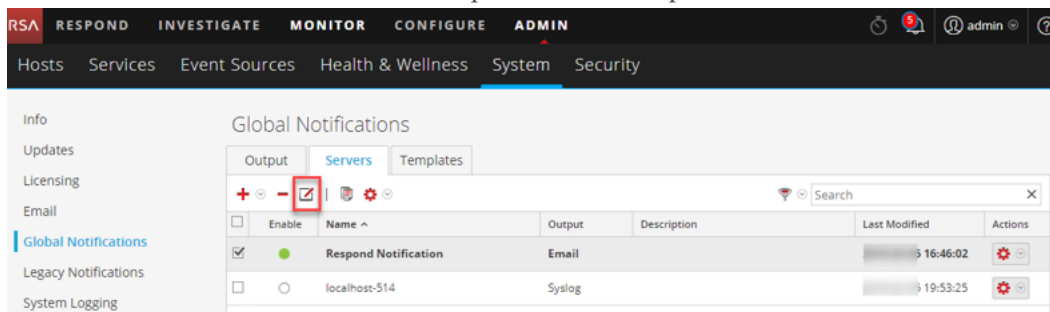 RSA RESPOND INVESTIGATE MONITOR CONFIGURE ADMIN 5 admin
Hosts Services Event Sources Health & Wellness System Security
Info
Updates
Licensing
Email
Global Notifications
Legacy Notifications
System Logging
Global Notifications
Output Servers Templates
Search
Enable Name Output Description Last Modified Actions
Respond Notification Email 16:46:02
localhost-514 Syslog 19:53:25